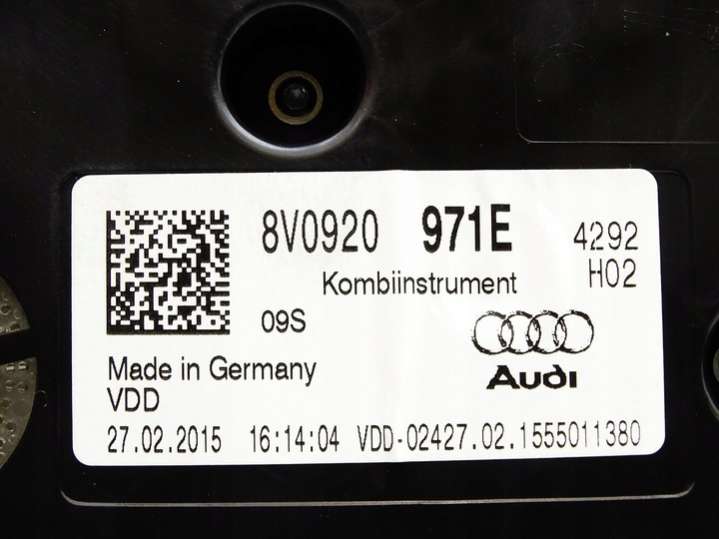 8V0920 971E 4292
Kombiinstrument H02
09S
Made in Germany
Audi
VDD
27.02.2015 16:14:04 VDD-02427.02.1555011380